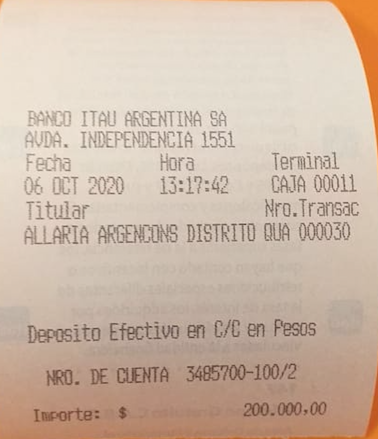 BANCO ITAU ARGENTINA SA
AVDA. INDEPENDENCIA 1551
Fecha Hora Terminal
06 OCT 2020 13:17:42 CAJA 00011
Titular Nro.Transac
ALLARIA ARGENCONS DISTRITO QUA 000030
Deposito Efectivo en C/C en Pesos
NRO. DE CUENTA 3485700-100/2
Importe: $ 200.000,00